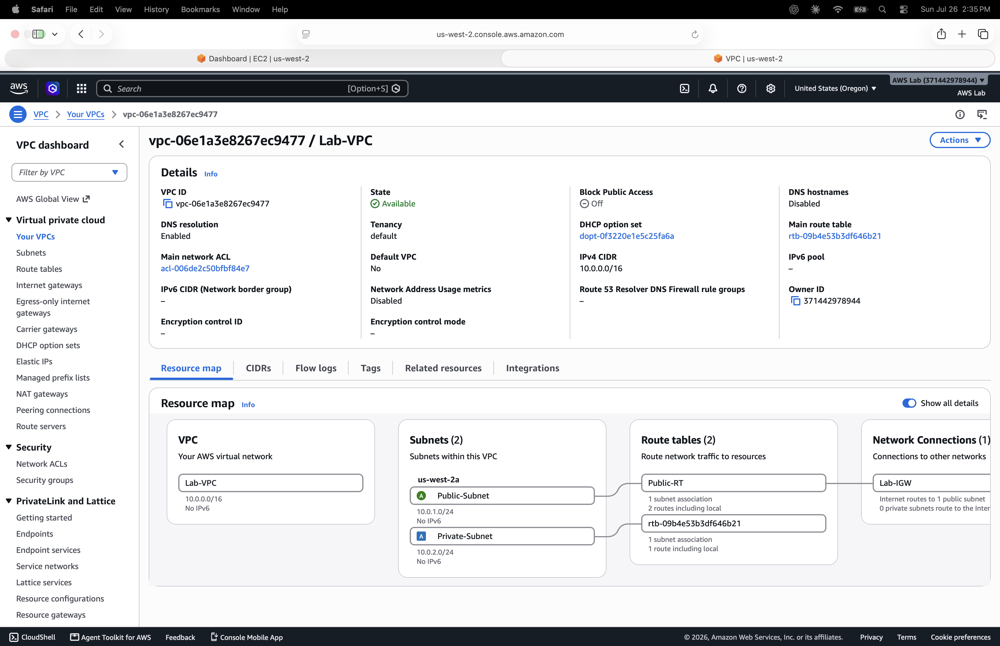 Safari File Edit View History Bookmarks Window Help Sun Jul 26 2:35 PM
us-west-2.console.aws.amazon.com
Dashboard | EC2 | us-west-2
VPC | us-west-2
aws Search [Option+S] United States (Oregon) AWS Lab (371442978944)
AWS Lab
VPC Your VPCs vpc-06e1a3e8267ec9477
VPC dashboard
Filter by VPC
AWS Global View
Virtual private cloud
Your VPCs
Subnets
Route tables
Internet gateways
Egress-only internet
gateways
Carrier gateways
DHCP option sets
Elastic IPs
Managed prefix lists
NAT gateways
Peering connections
Route servers
Security
Network ACLs
Security groups
PrivateLink and Lattice
Getting started
Endpoints
Endpoint services
Service networks
Lattice services
Resource configurations
Resource gateways
vpc-06e1a3e8267ec9477 / Lab-VPC
Actions
Details Info
VPC ID
vpc-06e1a3e8267ec9477
State
Available
Block Public Access
Off
DNS hostnames
Disabled
DNS resolution
Enabled
Tenancy
default
DHCP option set
dopt-0f3220e1e5c25fa6a
Main route table
rtb-09b4e53b3df646b21
Main network ACL
acl-006de2c50bfbf84e7
Default VPC
No
IPv4 CIDR
10.0.0.0/16
IPv6 pool
–
IPv6 CIDR (Network border group)
–
Network Address Usage metrics
Disabled
Route 53 Resolver DNS Firewall rule groups
–
Owner ID
371442978944
Encryption control ID
–
Encryption control mode
–
Resource map CIDRs Flow logs Tags Related resources Integrations
Resource map Info
Show all details
VPC
Your AWS virtual network
Lab-VPC
10.0.0.0/16
No IPv6
Subnets (2)
Subnets within this VPC
us-west-2a
A Public-Subnet
10.0.1.0/24
No IPv6
A Private-Subnet
10.0.2.0/24
No IPv6
Route tables (2)
Route network traffic to resources
Public-RT
1 subnet association
2 routes including local
rtb-09b4e53b3df646b21
1 subnet association
1 route including local
Network Connections (1)
Connections to other networks
Lab-IGW
Internet routes to 1 public subnet
0 private subnets route to the Inter
CloudShell Agent Toolkit for AWS Feedback Console Mobile App © 2026, Amazon Web Services, Inc. or its affiliates. Privacy Terms Cookie preferences